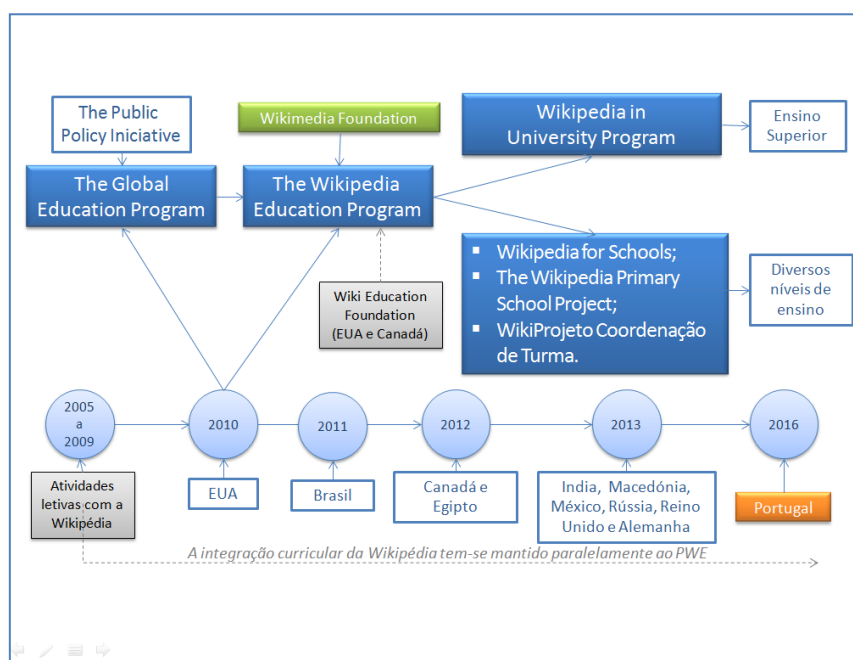 The Public
Policy Initiative
Wikimedia Foundation
Wikipedia in
University Program
Ensino
Superior
The Global
Education Program
The Wikipedia
Education Program
Wiki Education
Foundation
(EUA e Canadá)
Wikipedia for Schools;
The Wikipedia Primary
School Project;
WikiProjeto Coordenação
de Turma.
Diversos
níveis de
ensino
2005
a
2009
2010
2011
2012
2013
2016
Atividades
letivas com a
Wikipédia
EUA
Brasil
Canadá e
Egipto
India, Macedónia,
México, Rússia, Reino
Unido e Alemanha
Portugal
A integração curricular da Wikipédia tem-se mantido paralelamente ao PWE